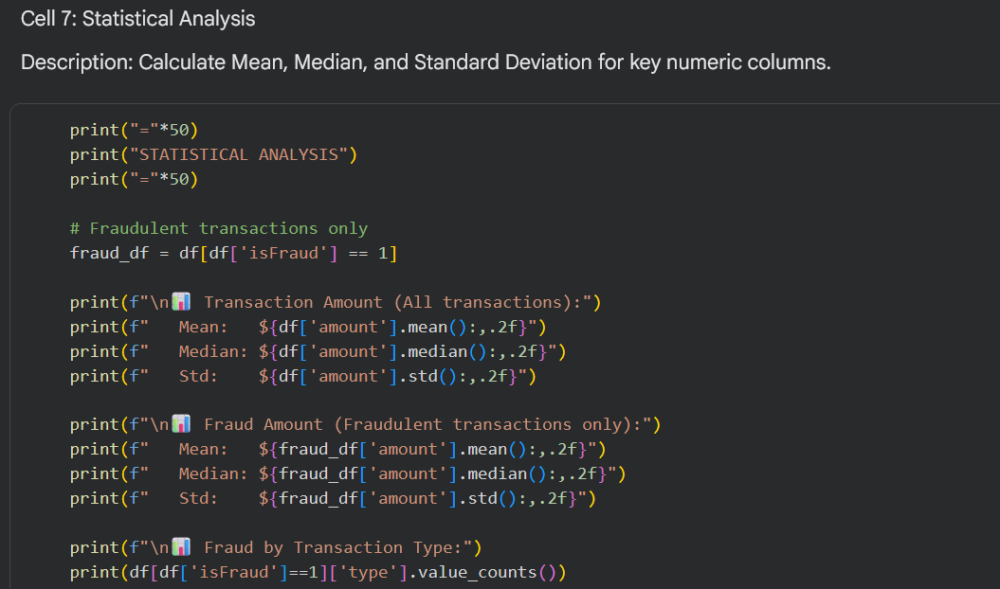 Cell 7: Statistical Analysis
Description: Calculate Mean, Median, and Standard Deviation for key numeric columns.
print("="*50)
print("STATISTICAL ANALYSIS")
print("="*50)
# Fraudulent transactions only
fraud_df = df[df['isFraud'] == 1]
print(f"\n📊 Transaction Amount (All transactions):")
print(f"   Mean:   ${df['amount'].mean():,.2f}")
print(f"   Median: ${df['amount'].median():,.2f}")
print(f"   Std:    ${df['amount'].std():,.2f}")
print(f"\n📊 Fraud Amount (Fraudulent transactions only):")
print(f"   Mean:   ${fraud_df['amount'].mean():,.2f}")
print(f"   Median: ${fraud_df['amount'].median():,.2f}")
print(f"   Std:    ${fraud_df['amount'].std():,.2f}")
print(f"\n📊 Fraud by Transaction Type:")
print(df[df['isFraud']==1]['type'].value_counts())